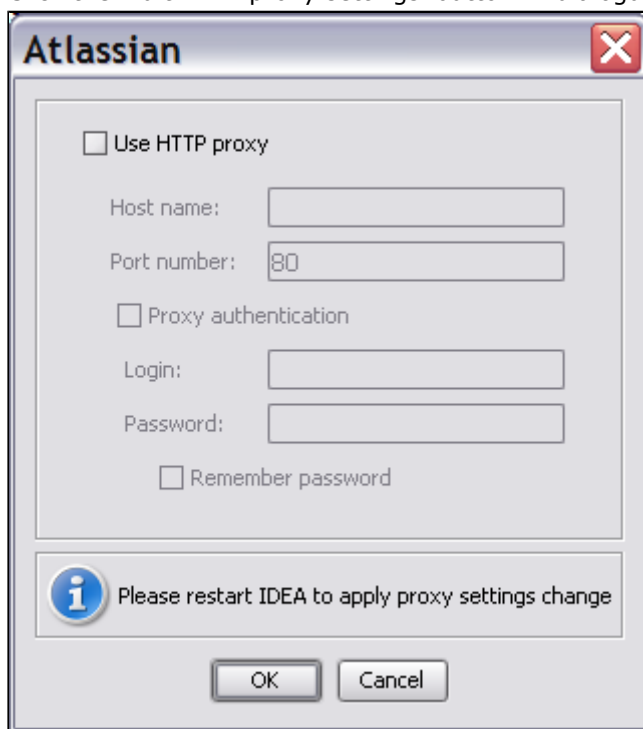 Atlassian
Use HTTP proxy
Host name:
Port number: 80
Proxy authentication
Login:
Password:
Remember password
Please restart IDEA to apply proxy settings change
OK Cancel